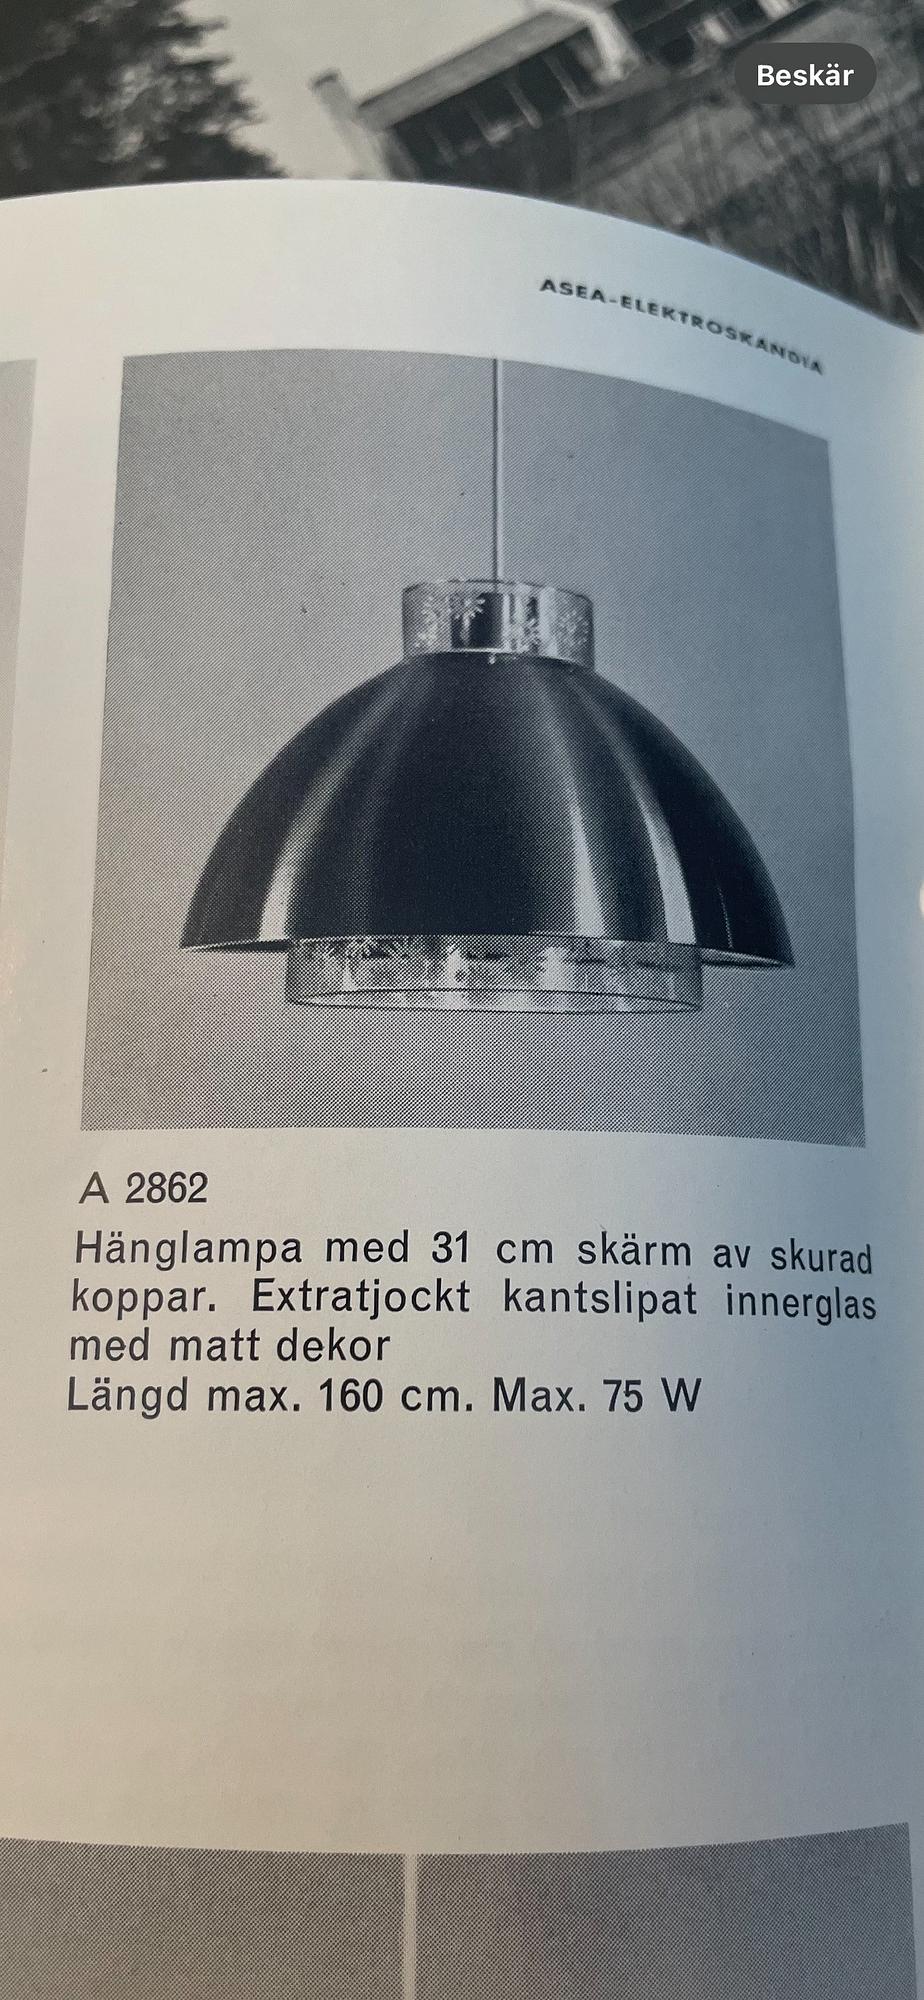 Beskär
ASEA-ELEKTROSKANDIA
A 2862
Hänglampa med 31 cm skärm av skurad
koppar. Extratjockt kantslipat innerglas
med matt dekor
Längd max. 160 cm. Max. 75 W